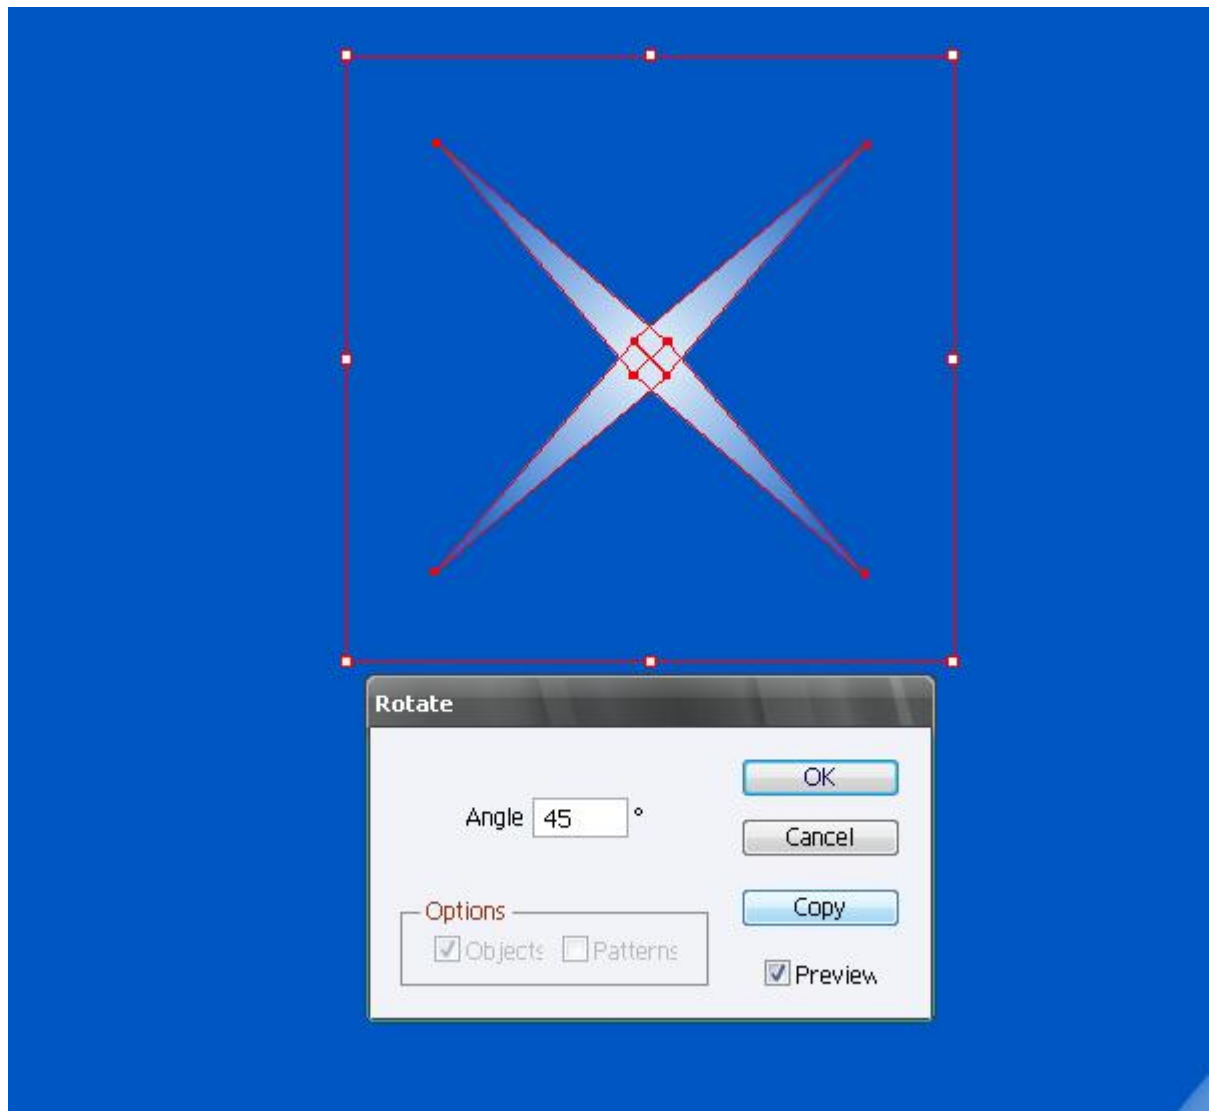 Rotate
OK
Angle 45 °
Cancel
Copy
Options
Objects Patterns
Preview